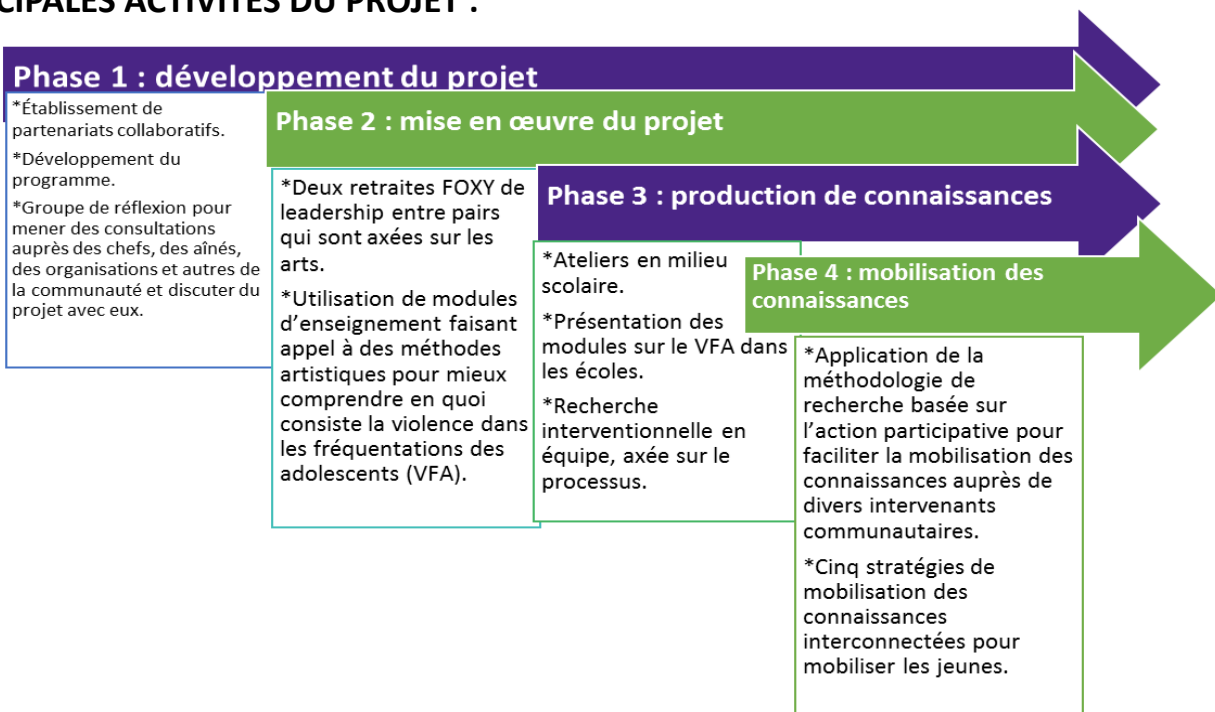 CIPALES ACTIVITÉS DU PROJET :
Phase 1 : développement du projet
*Établissement de
partenariats collaboratifs.
*Développement du
programme.
*Groupe de réflexion pour
mener des consultations
auprès des chefs, des aînés,
des organisations et autres de
la communauté et discuter du
projet avec eux.
Phase 2 : mise en œuvre du projet
*Deux retraites FOXY de
leadership entre pairs
qui sont axées sur les
arts.
*Utilisation de modules
d’enseignement faisant
appel à des méthodes
artistiques pour mieux
comprendre en quoi
consiste la violence dans
les fréquentations des
adolescents (VFA).
Phase 3 : production de connaissances
*Ateliers en milieu
scolaire.
*Présentation des
modules sur le VFA dans
les écoles.
*Recherche
interventionnelle en
équipe, axée sur le
processus.
Phase 4 : mobilisation des
connaissances
*Application de la
méthodologie de
recherche basée sur
l’action participative pour
faciliter la mobilisation des
connaissances auprès de
divers intervenants
communautaires.
*Cinq stratégies de
mobilisation des
connaissances
interconnectées pour
mobiliser les jeunes.